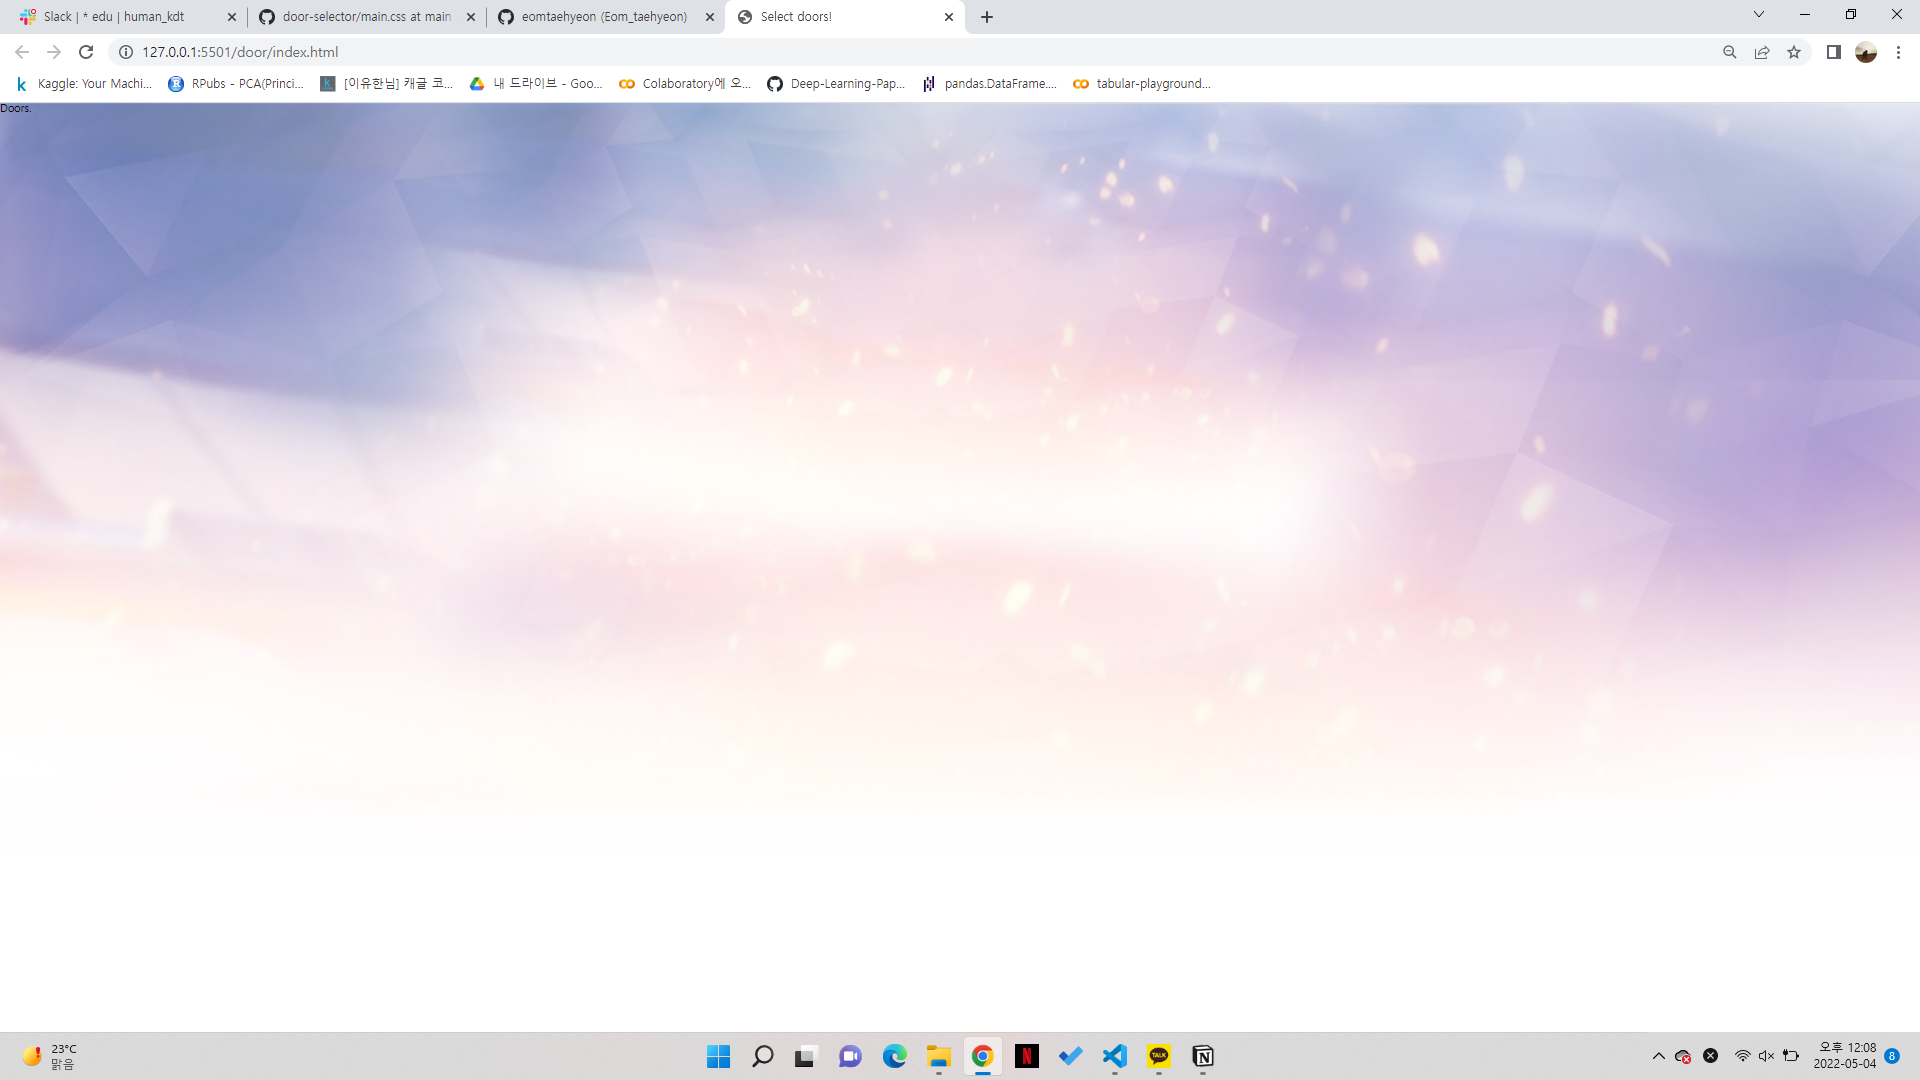 Slack | * edu | human_kdt
door-selector/main.css at main
eomtaehyeon (Eom_taehyeon)
Select doors!
127.0.0.1:5501/door/index.html
Kaggle: Your Machi...
RPubs - PCA(Princi...
[이유한님] 캐글 코...
내 드라이브 - Goo...
Colaboratory에 오...
Deep-Learning-Pap...
pandas.DataFrame....
tabular-playground...
Doors.
23°C
맑음
TALK
오후 12:08
2022-05-04
8